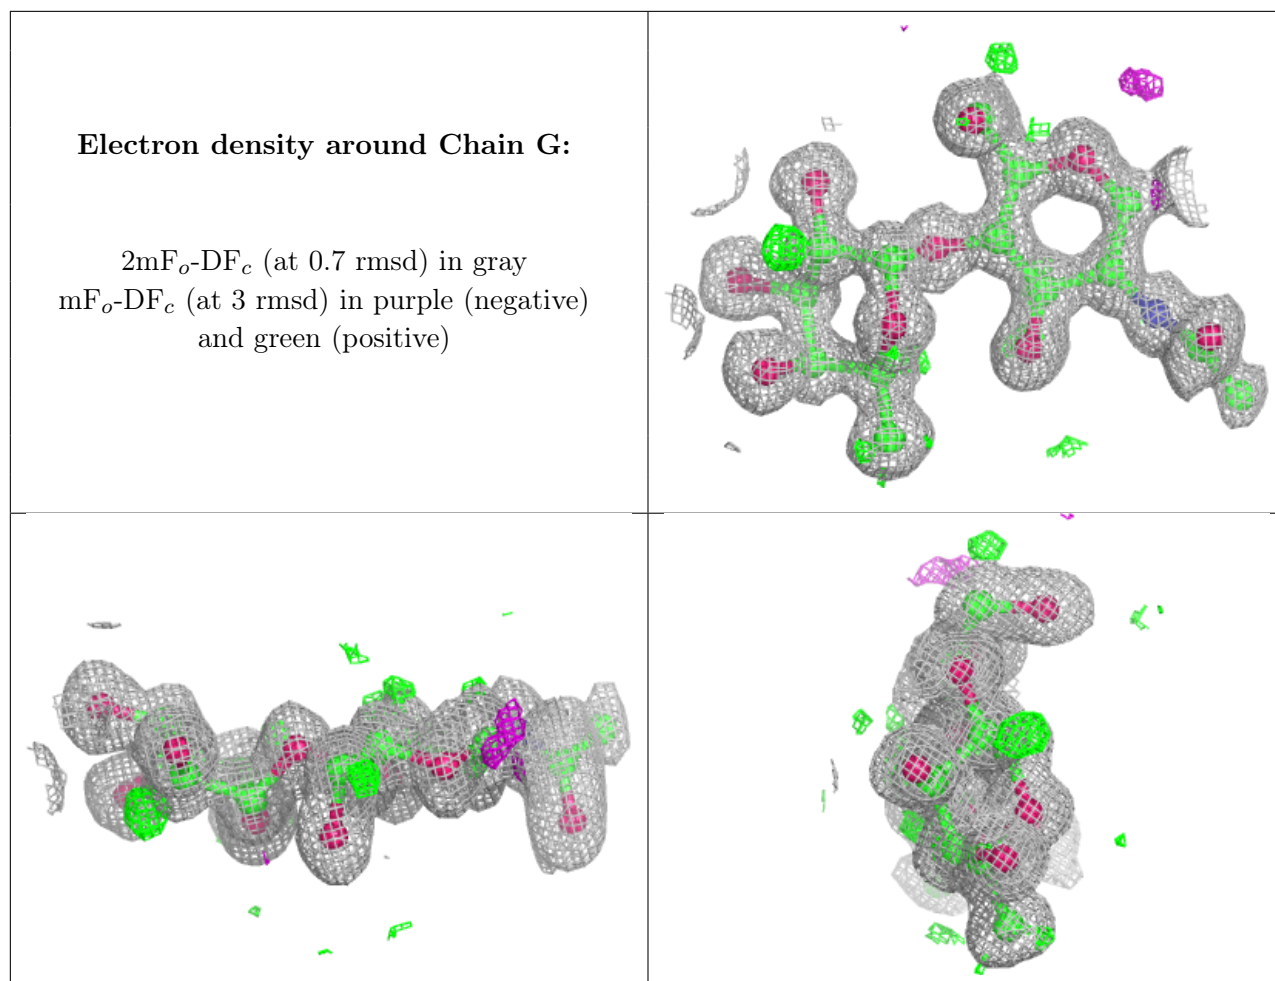 Electron density around Chain G:
2mFo-DFc (at 0.7 rmsd) in gray
mFo-DFc (at 3 rmsd) in purple (negative)
and green (positive)